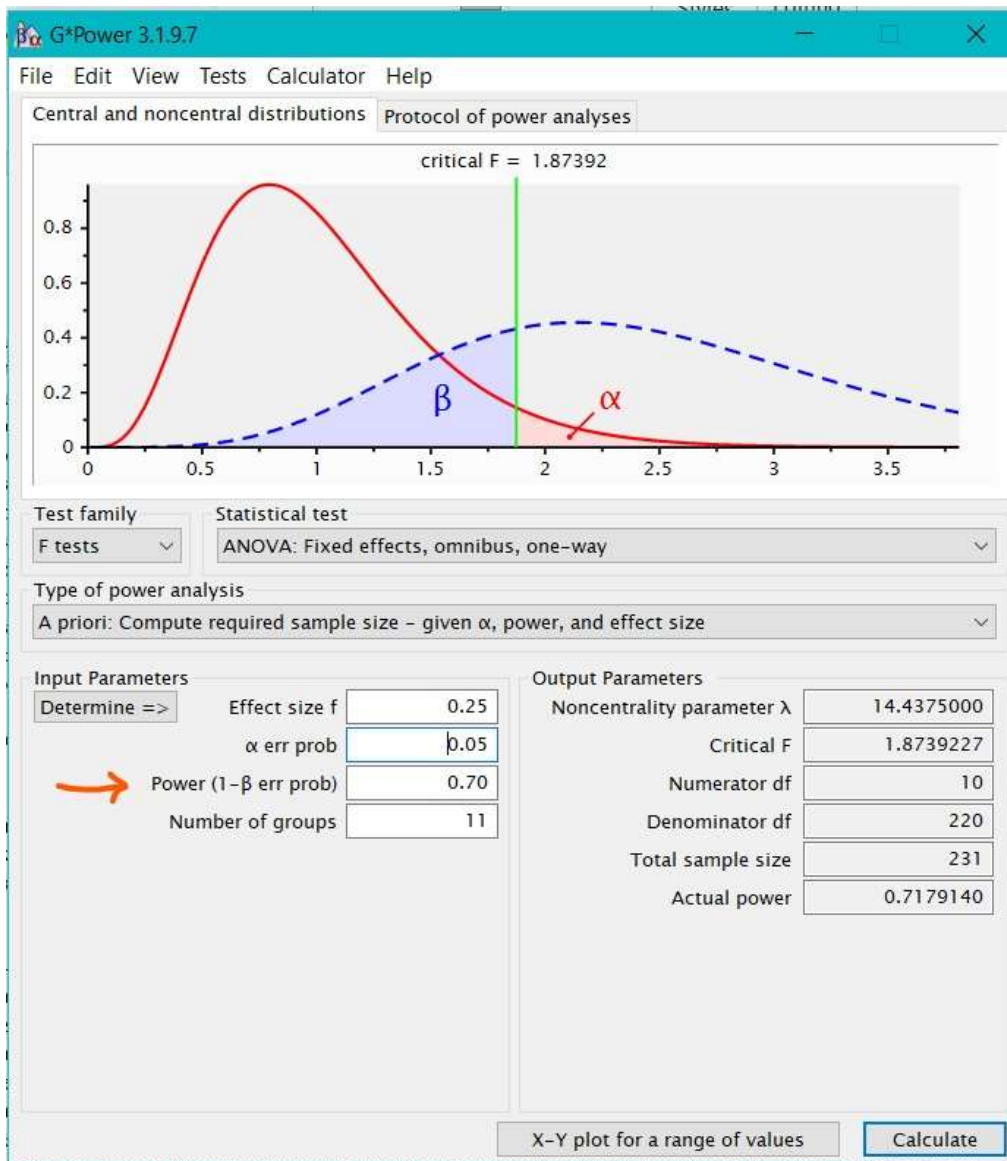 G*Power 3.1.9.7
File Edit View Tests Calculator Help
Central and noncentral distributions Protocol of power analyses
critical F = 1.87392
0.8
0.6
0.4
0.2
0
β
α
0 0.5 1 1.5 2 2.5 3 3.5
Test family Statistical test
F tests ANOVA: Fixed effects, omnibus, one-way
Type of power analysis
A priori: Compute required sample size – given α, power, and effect size
Input Parameters Output Parameters
Determine => Effect size f 0.25 Noncentrality parameter λ 14.4375000
α err prob 0.05 Critical F 1.8739227
Power (1-β err prob) 0.70 Numerator df 10
Number of groups 11 Denominator df 220
Total sample size 231
Actual power 0.7179140
X-Y plot for a range of values Calculate